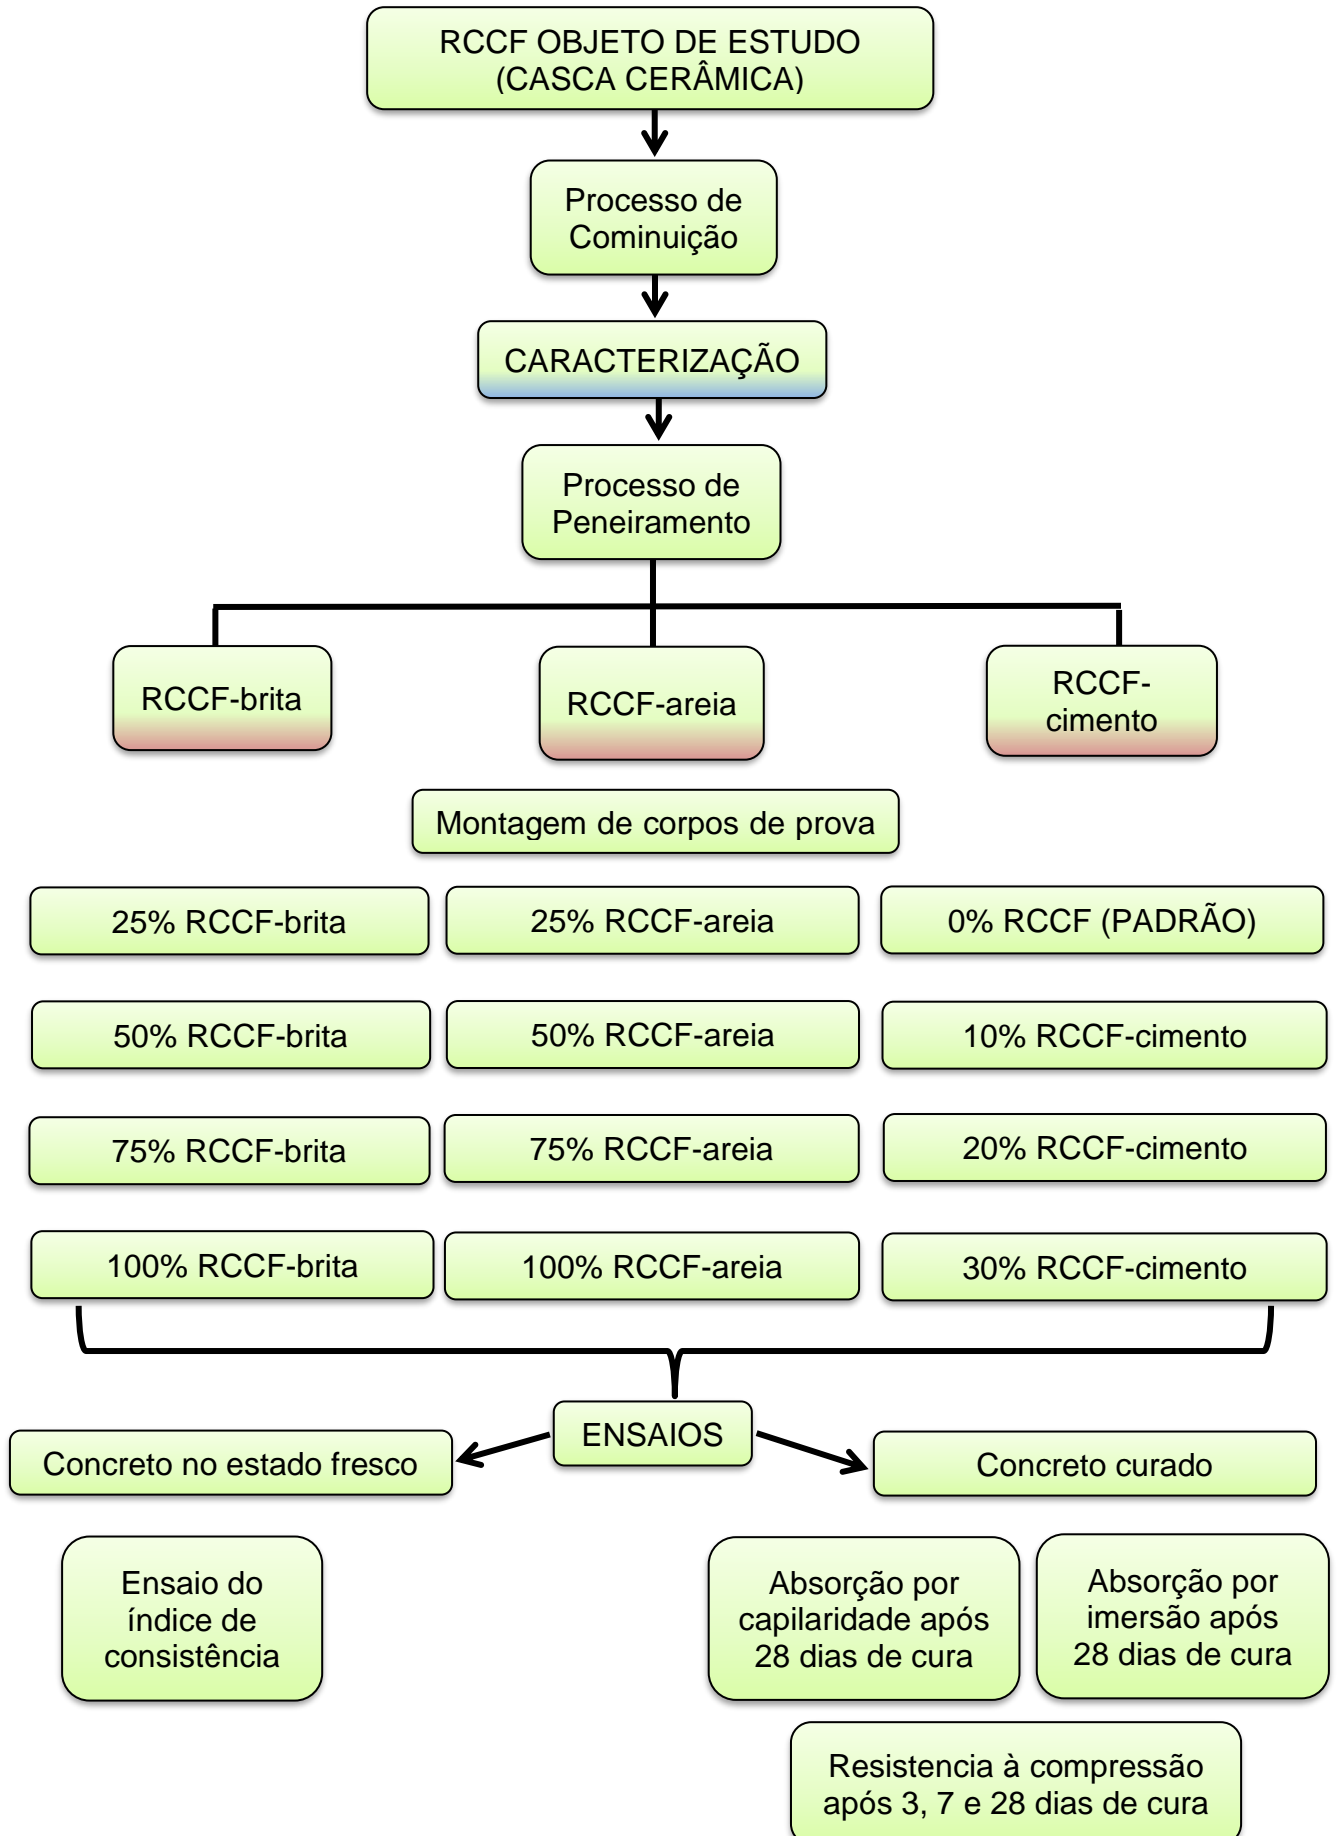 RCCF OBJETO DE ESTUDO
(CASCA CERÂMICA)
Processo de
Cominuição
CARACTERIZAÇÃO
Processo de
Peneiramento
RCCF-brita
RCCF-areia
RCCF-
cimento
Montagem de corpos de prova
25% RCCF-brita
25% RCCF-areia
0% RCCF (PADRÃO)
50% RCCF-brita
50% RCCF-areia
10% RCCF-cimento
75% RCCF-brita
75% RCCF-areia
20% RCCF-cimento
100% RCCF-brita
100% RCCF-areia
30% RCCF-cimento
ENSAIOS
Concreto no estado fresco
Concreto curado
Ensaio do
índice de
consistência
Absorção por
capilaridade após
28 dias de cura
Absorção por
imersão após
28 dias de cura
Resistencia à compressão
após 3, 7 e 28 dias de cura